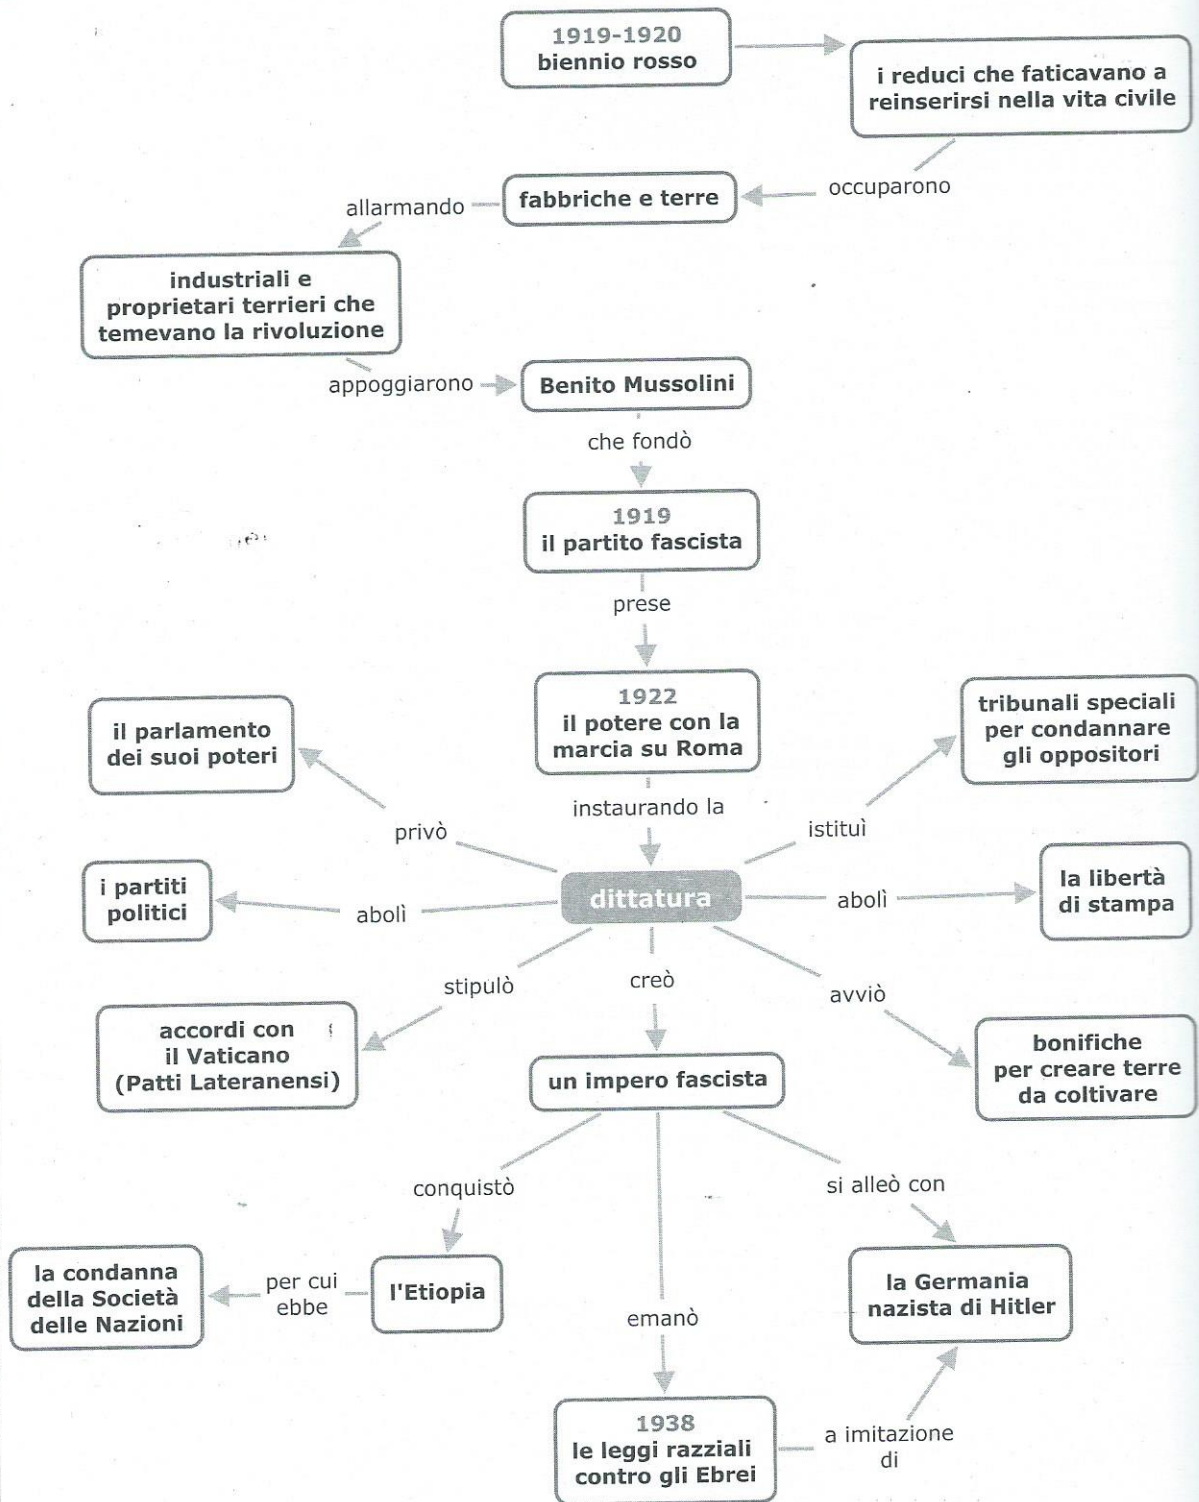 1919-1920
biennio rosso
i reduci che faticavano a
reinserirsi nella vita civile
occuparono
fabbriche e terre
allarmando
industriali e
proprietari terrieri che
temevano la rivoluzione
appoggiarono
Benito Mussolini
che fondò
1919
il partito fascista
prese
1922
il potere con la
marcia su Roma
instaurando la
dittatura
privò
il parlamento
dei suoi poteri
istituì
tribunali speciali
per condannare
gli oppositori
abolì
i partiti
politici
abolì
la libertà
di stampa
stipulò
accordi con
il Vaticano
(Patti Lateranensi)
creò
un impero fascista
avviò
bonifiche
per creare terre
da coltivare
conquistò
l'Etiopia
per cui
ebbe
la condanna
della Società
delle Nazioni
emanò
1938
le leggi razziali
contro gli Ebrei
a imitazione
di
si alleò con
la Germania
nazista di Hitler